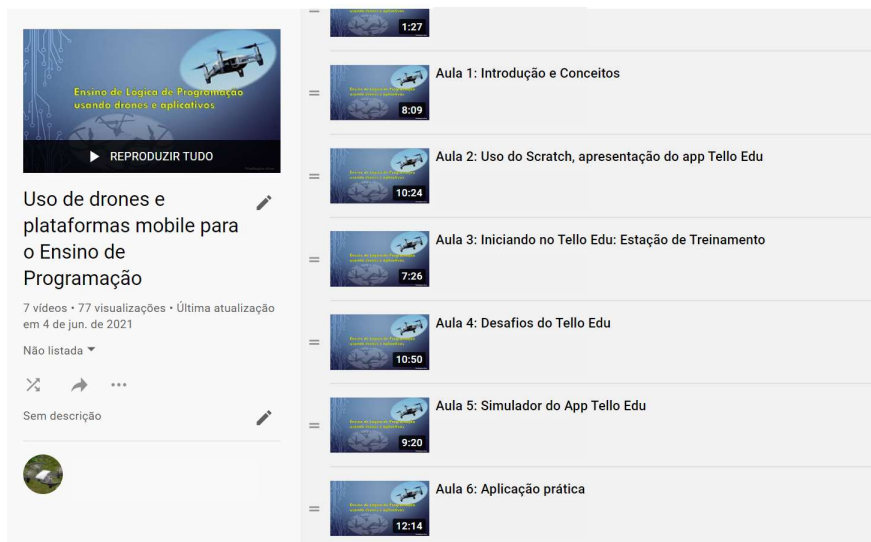 Ensino de Lógica de Programação
usando drones e aplicativos
REPRODUZIR TUDO
Uso de drones e
plataformas mobile para
o Ensino de
Programação
7 vídeos • 77 visualizações • Última atualização
em 4 de jun. de 2021
Não listada
Sem descrição
1:27
Aula 1: Introdução e Conceitos
8:09
Aula 2: Uso do Scratch, apresentação do app Tello Edu
10:24
Aula 3: Iniciando no Tello Edu: Estação de Treinamento
7:26
Aula 4: Desafios do Tello Edu
10:50
Aula 5: Simulador do App Tello Edu
9:20
Aula 6: Aplicação prática
12:14